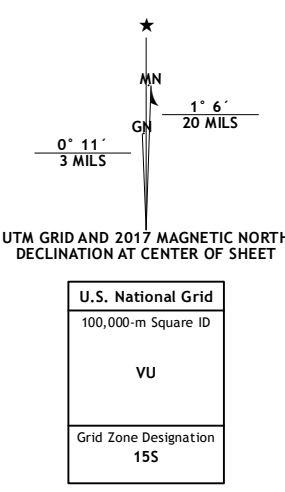 ★
MN
1° 6´
20 MILS
GN
0° 11´
3 MILS
UTM GRID AND 2017 MAGNETIC NORTH
DECLINATION AT CENTER OF SHEET
U.S. National Grid
100,000-m Square ID
VU
Grid Zone Designation
15S